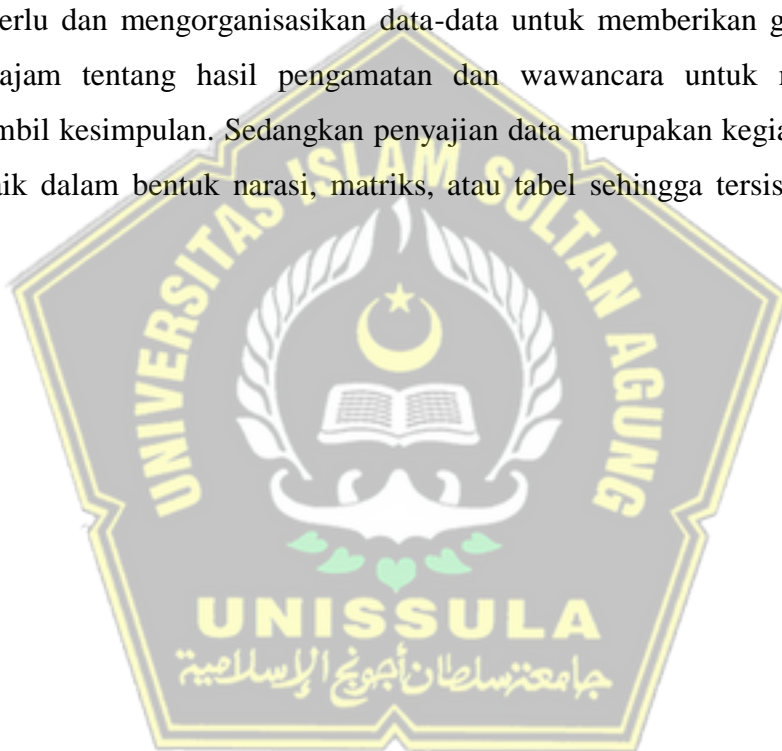 erlu dan mengorganisasikan data-data untuk memberikan g
ajam tentang hasil pengamatan dan wawancara untuk
mbil kesimpulan. Sedangkan penyajian data merupakan kegia
aik dalam bentuk narasi, matriks, atau tabel sehingga tersis
UNIVERSITAS ISLAM SULTAN AGUNG
UNISSULA
جامعة سلطان أجونج الإسلامية